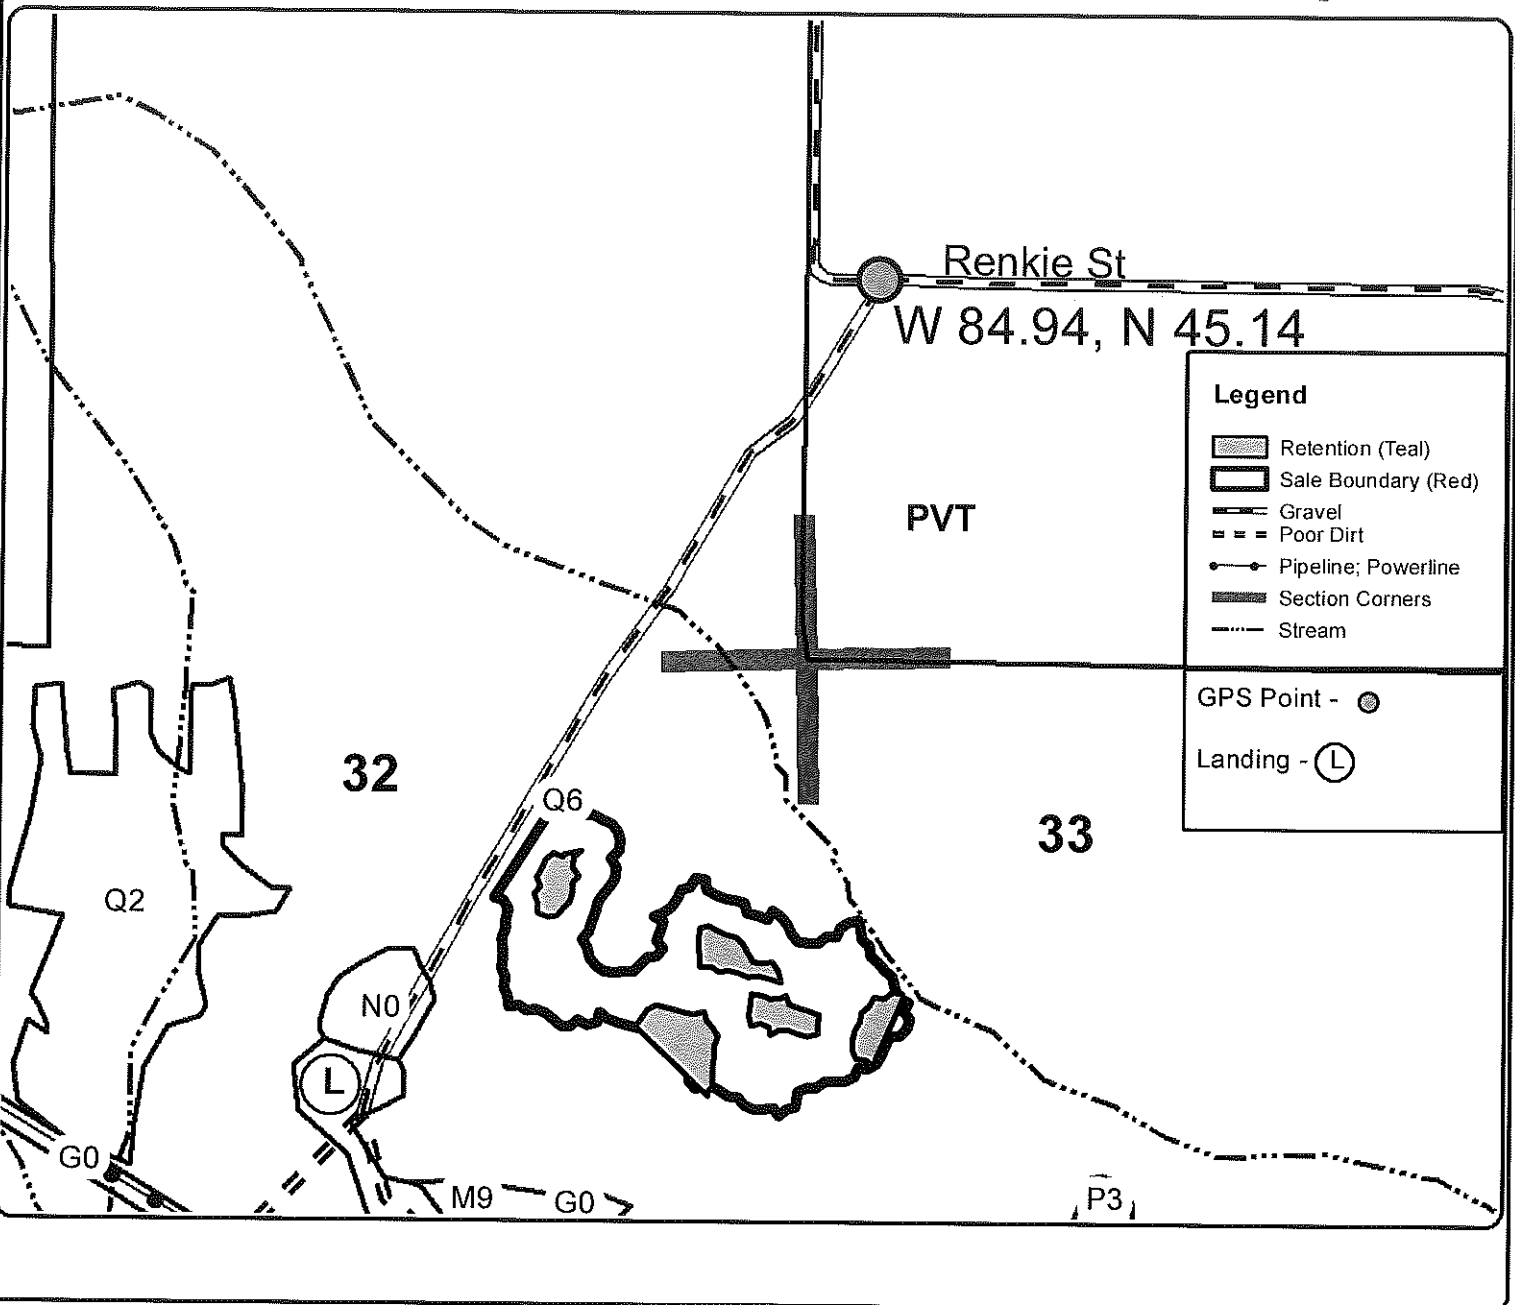 Renkie St
W 84.94, N 45.14
Legend
Retention (Teal)
Sale Boundary (Red)
Gravel
Poor Dirt
Pipeline; Powerline
Section Corners
Stream
PVT
GPS Point -
Landing - L
32
Q6
33
Q2
N0
L
G0
M9
G0
P3